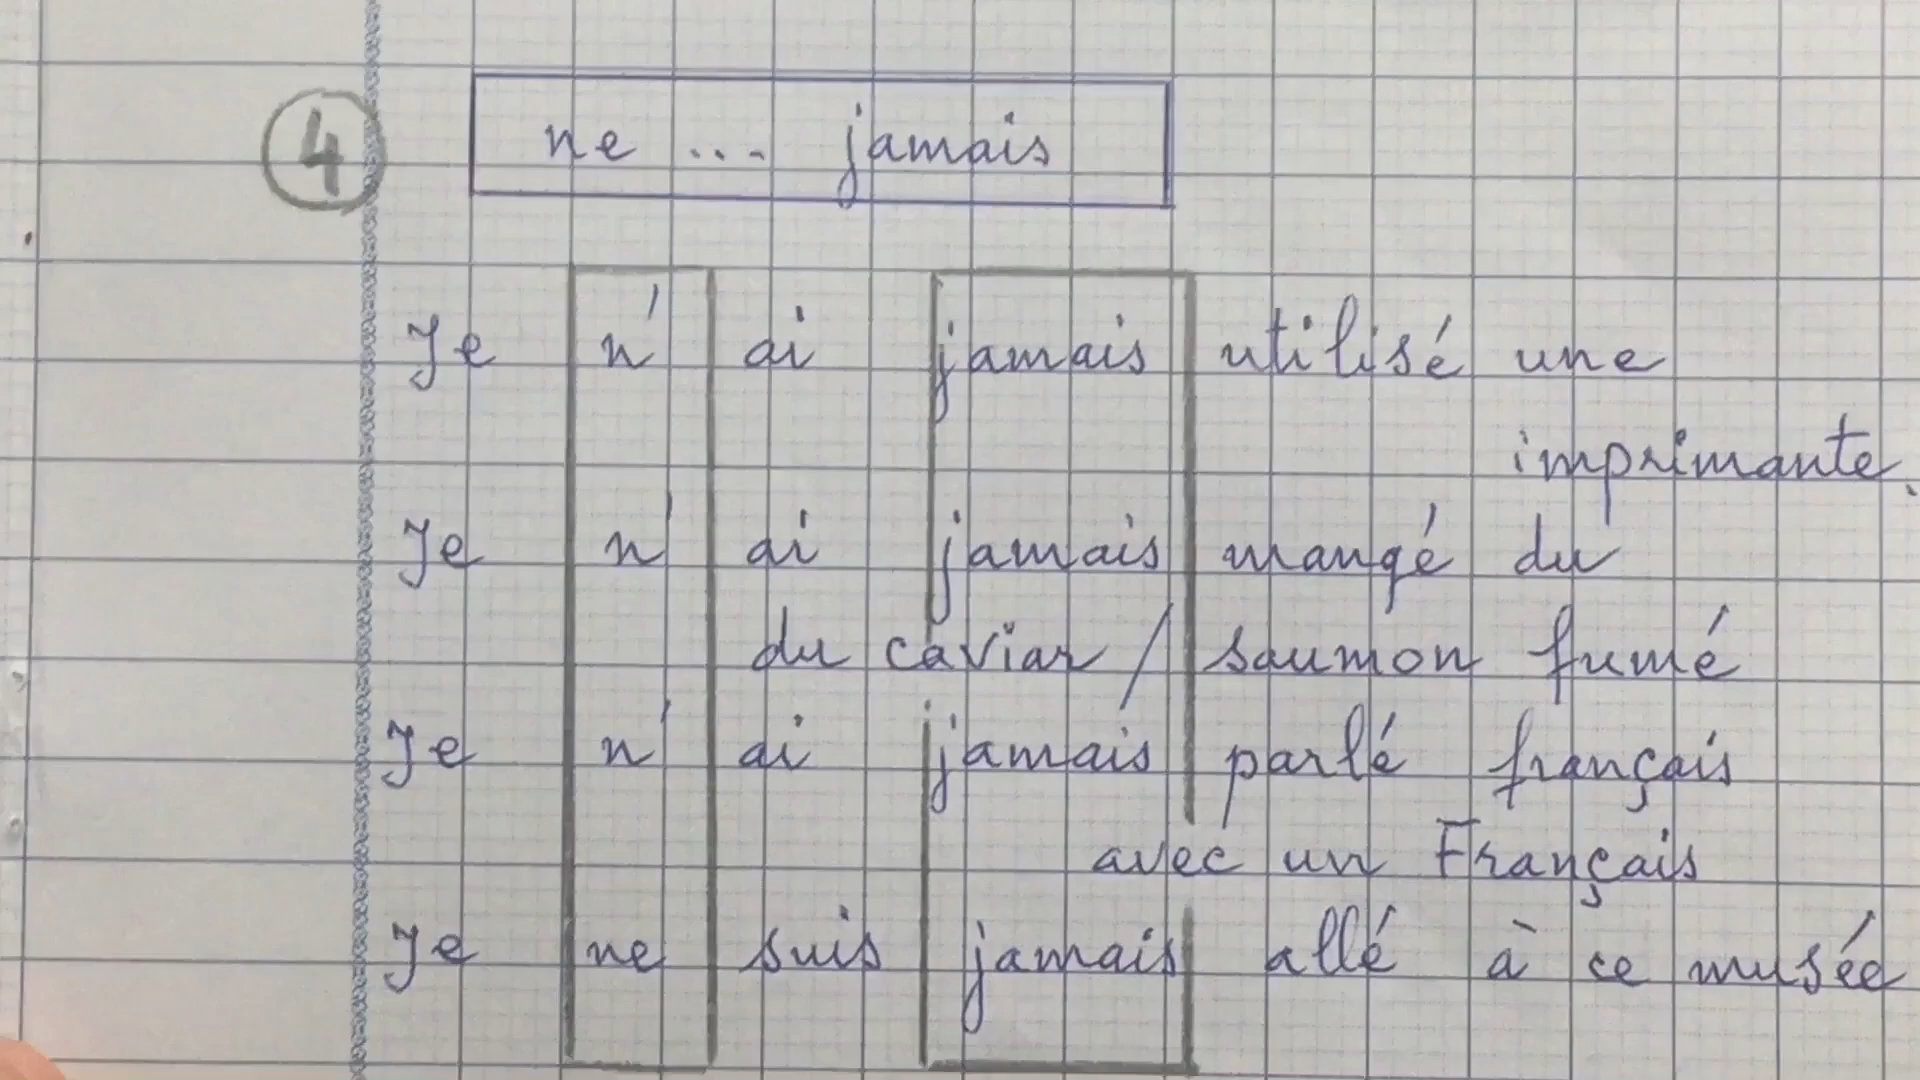 4 ne ... jamais
Je n' ai jamais utilisé une
imprimante.
Je n' ai jamais mangé du
du caviar / saumon fumé
Je n' ai jamais parlé français
avec un Français
Je ne suis jamais allé à ce musée